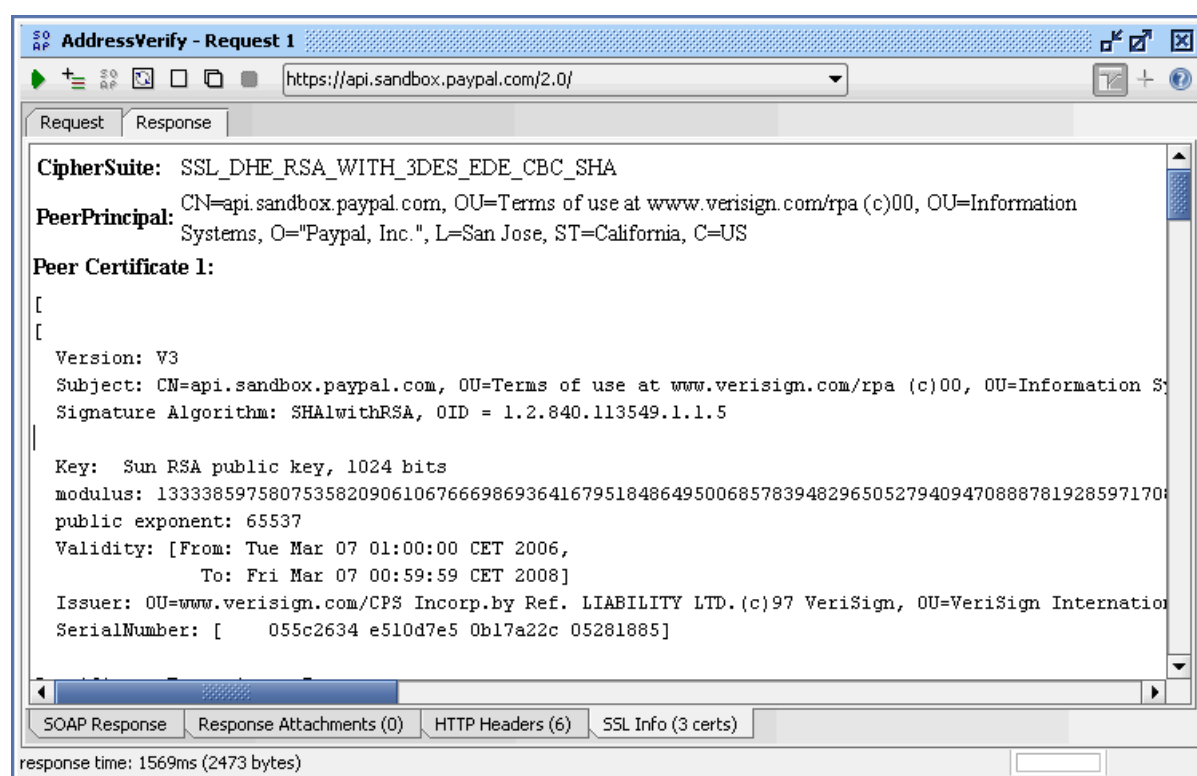 AddressVerify - Request 1
https://api.sandbox.paypal.com/2.0/
Request Response
CipherSuite: SSL_DHE_RSA_WITH_3DES_EDE_CBC_SHA
PeerPrincipal: CN=api.sandbox.paypal.com, OU=Terms of use at www.verisign.com/rpa (c)00, OU=Information
Systems, O="Paypal, Inc.", L=San Jose, ST=California, C=US
Peer Certificate 1:
[
[
Version: V3
Subject: CN=api.sandbox.paypal.com, OU=Terms of use at www.verisign.com/rpa (c)00, OU=Information Sy
Signature Algorithm: SHA1withRSA, OID = 1.2.840.113549.1.1.5
Key: Sun RSA public key, 1024 bits
modulus: 
public exponent: 65537
Validity: [From: Tue Mar 07 01:00:00 CET 2006,
To: Fri Mar 07 00:59:59 CET 2008]
Issuer: OU=www.verisign.com/CPS Incorp.by Ref. LIABILITY LTD.(c)97 VeriSign, OU=VeriSign Internation
SerialNumber: [ 055c2634 e510d7e5 0b17a22c 05281885]
SOAP Response Response Attachments (0) HTTP Headers (6) SSL Info (3 certs)
response time: 1569ms (2473 bytes)